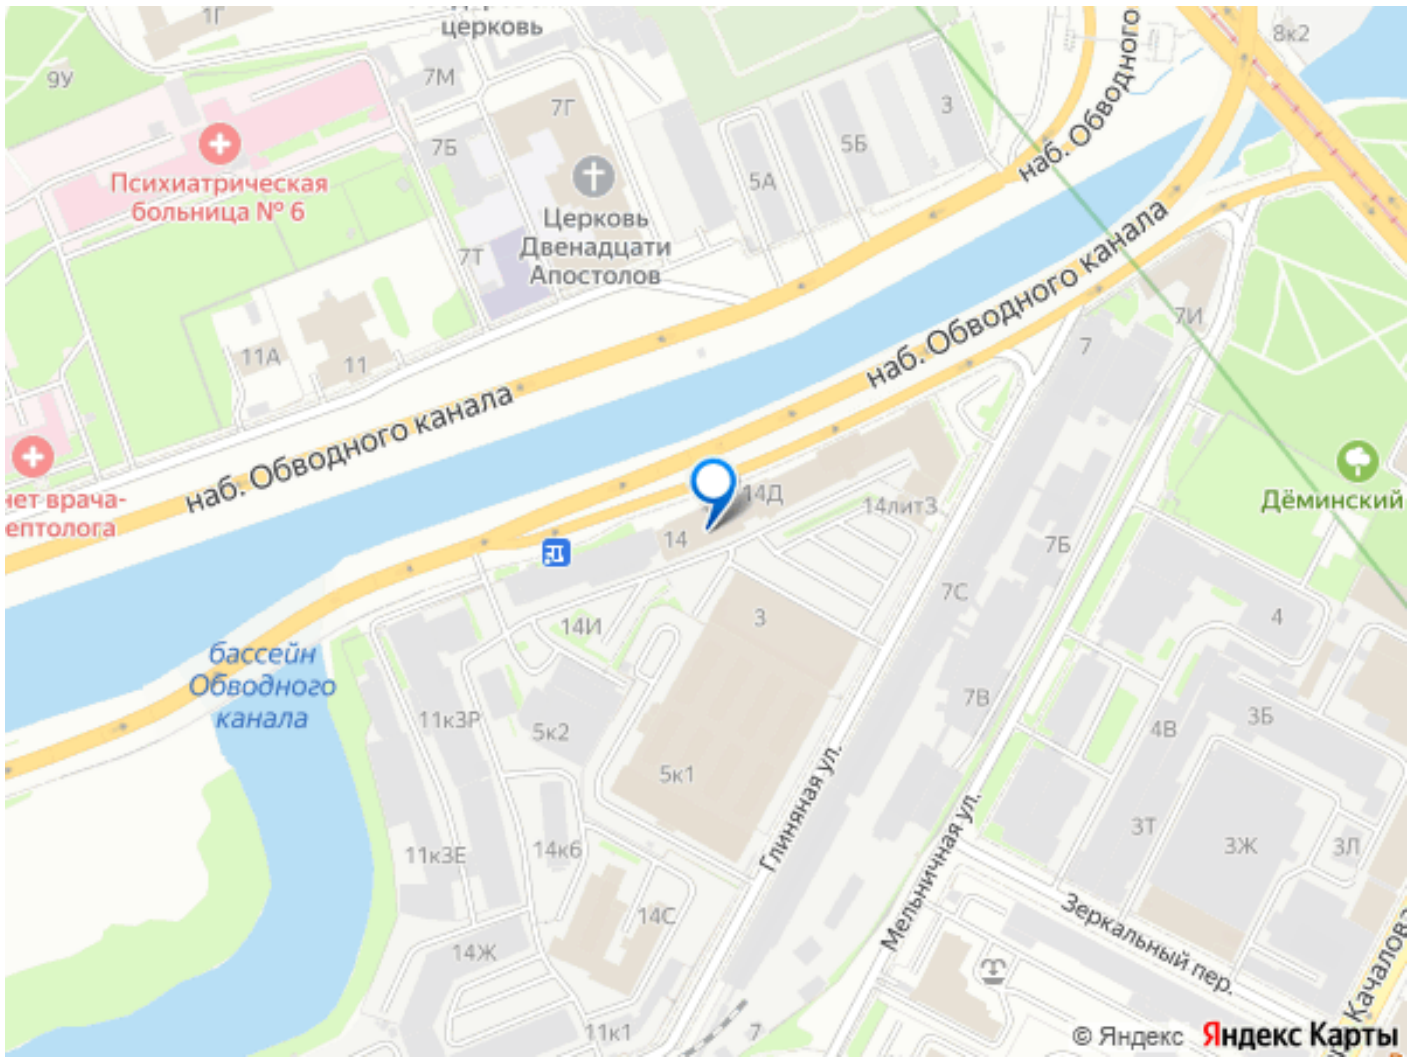 1Г
церковь
8к2
9У
7М
7Г
3
7Б
5Б
5А
наб. Обводного
Психиатрическая
больница № 6
Церковь
Двенадцати
Апостолов
7Т
наб. Обводного канала
7И
11А
11
7
наб. Обводного канала
нет врача-
ептолога
14Д
14лит3
Дёминский
14
7Б
7С
3
4
14И
бассейн
Обводного
канала
7В
11к3Р
5к2
4В
3Б
5к1
Глиняная ул.
Мельничная ул.
3Т
3Ж
3Л
11к3Е
14к6
14С
Зеркальный пер.
14Ж
Качалова
11к1
7
© Яндекс Яндекс Карты